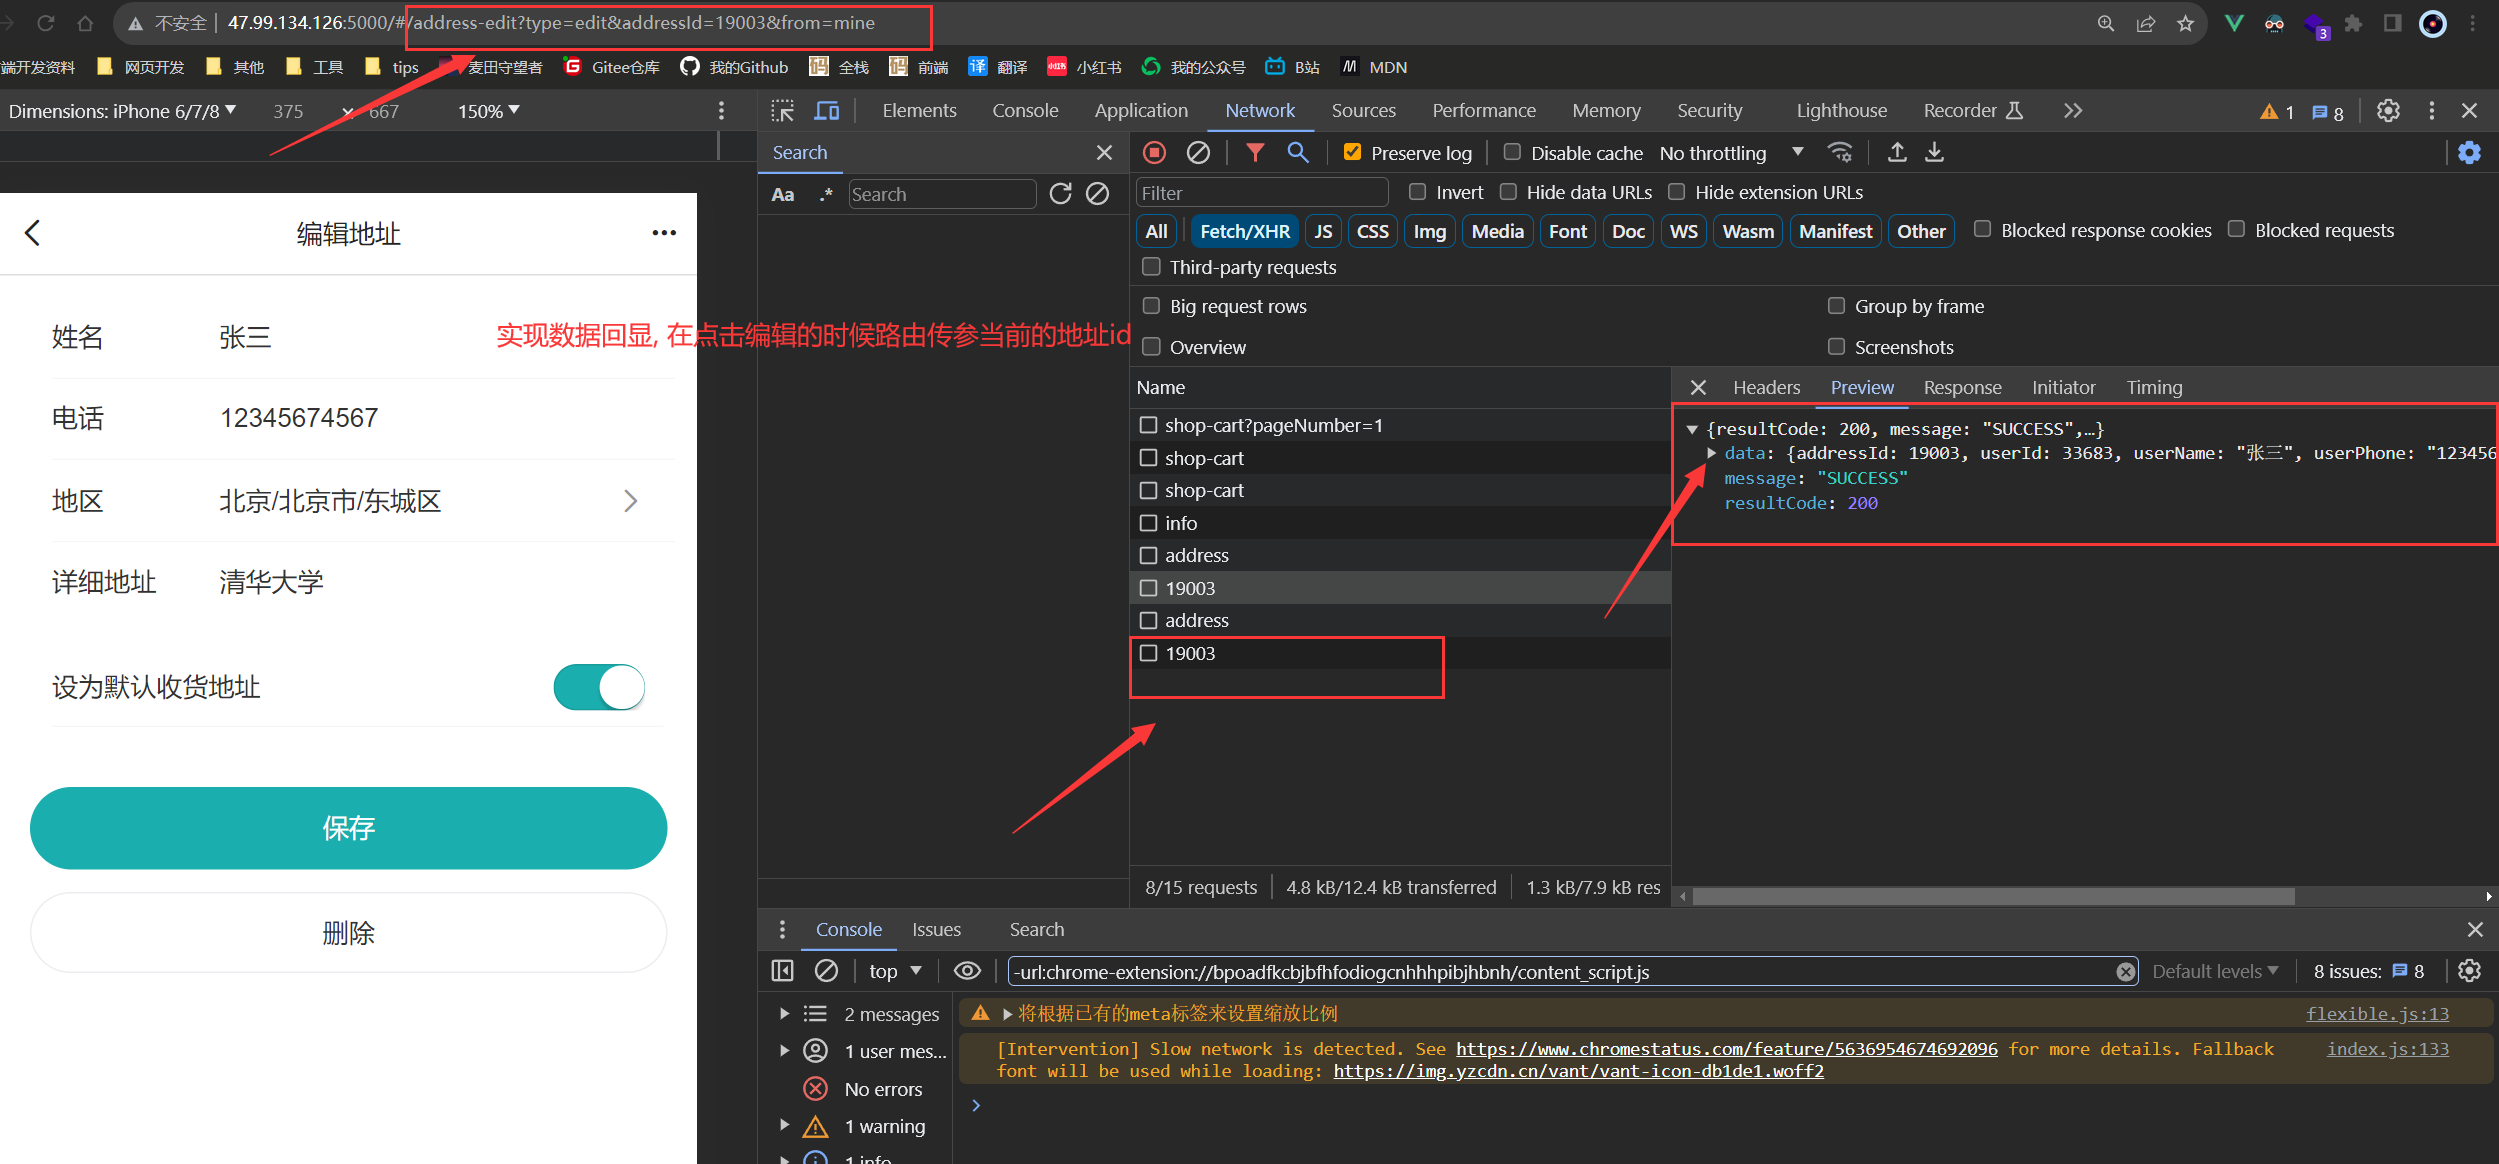 不安全 47.99.134.126:5000/#/address-edit?type=edit&addressId=19003&from=mine
3
端开发资料 网页开发 其他 工具 tips 麦田守望者 Gitee仓库 我的Github 全栈 前端 翻译 小红书 我的公众号 B站 MDN
Dimensions: iPhone 6/7/8 375 × 667 150%
Elements Console Application Network Sources Performance Memory Security Lighthouse Recorder 1 8
Search
Preserve log Disable cache No throttling
Aa .* Search
Filter Invert Hide data URLs Hide extension URLs
All Fetch/XHR JS CSS Img Media Font Doc WS Wasm Manifest Other Blocked response cookies Blocked requests
Third-party requests
Big request rows Group by frame
Overview Screenshots
编辑地址
姓名 张三
实现数据回显, 在点击编辑的时候路由传参当前的地址id
电话 12345674567
地区 北京/北京市/东城区
详细地址 清华大学
设为默认收货地址
保存
删除
Name
shop-cart?pageNumber=1
shop-cart
shop-cart
info
address
19003
address
19003
Headers Preview Response Initiator Timing
{resultCode: 200, message: "SUCCESS",…}
data: {addressId: 19003, userId: 33683, userName: "张三", userPhone: "123456
message: "SUCCESS"
resultCode: 200
8/15 requests 4.8 kB/12.4 kB transferred 1.3 kB/7.9 kB res
Console Issues Search
top -url:chrome-extension://bpoadfkcbjbfhfodiogcnhhhpibjhbnh/content_script.js Default levels 8 issues: 8
2 messages
1 user mes...
No errors
1 warning
1 info
将根据已有的meta标签来设置缩放比例 flexible.js:13
[Intervention] Slow network is detected. See https://www.chromestatus.com/feature/5636954674692096 for more details. Fallback index.js:133
font will be used while loading: https://img.yzcdn.cn/vant/vant-icon-db1de1.woff2